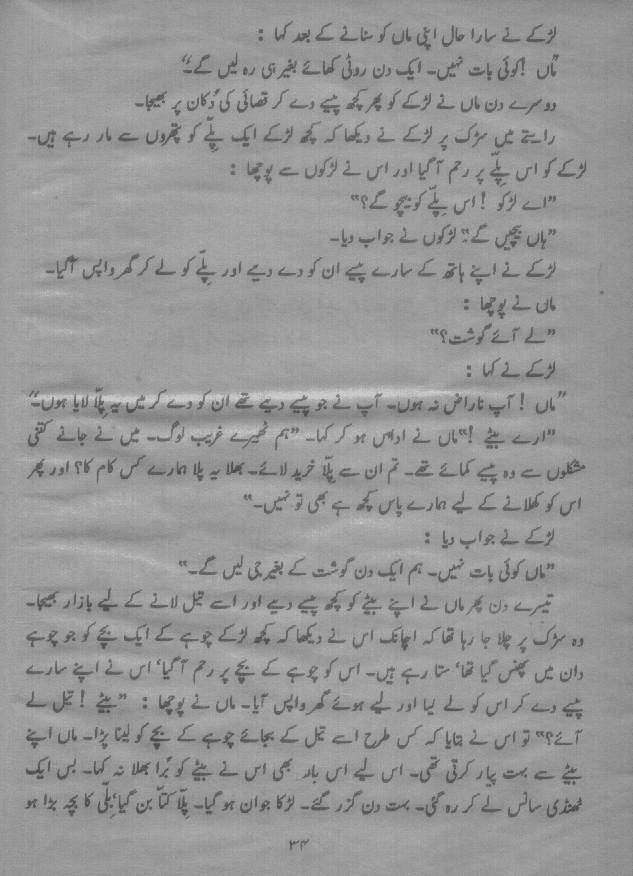 لڑکے نے سارا حال اپنی ماں کو سنانے کے بعد کہا :
”ماں ! کوئی بات نہیں۔ ایک دن روٹی کھائے بغیر ہی رہ لیں گے۔“
دوسرے دن ماں نے لڑکے کو پھر کچھ پیسے دے کر قصائی کی دُکان پر بھیجا۔
راستے میں سڑک پر لڑکے نے دیکھا کہ کچھ لڑکے ایک پِلّے کو پتھروں سے مار رہے ہیں۔
لڑکے کو اس پِلّے پر رحم آگیا اور اس نے لڑکوں سے پوچھا :
”اے لڑکو ! اس پِلّے کو بیچو گے؟“
”ہاں بیچیں گے“ لڑکوں نے جواب دیا۔
لڑکے نے اپنے ہاتھ کے سارے پیسے ان کو دے دیے اور پِلّے کو لے کر گھر واپس آگیا۔
ماں نے پوچھا :
”لے آئے گوشت؟“
لڑکے نے کہا :
”ماں ! آپ ناراض نہ ہوں۔ آپ نے جو پیسے دیے تھے ان کو دے کر میں یہ پِلّا لایا ہوں۔“
”ارے بیٹے !“ ماں نے اداس ہو کر کہا۔ ”ہم ٹھیرے غریب لوگ۔ میں نے جانے کتنی
مشکلوں سے وہ پیسے کمائے تھے۔ تم ان سے پِلّا خرید لائے۔ بھلا یہ پلا ہمارے کس کام کا؟ اور پھر
اس کو کھلانے کے لیے ہمارے پاس کچھ ہے بھی تو نہیں۔“
لڑکے نے جواب دیا :
”ماں کوئی بات نہیں۔ ہم ایک دن گوشت کے بغیر جی لیں گے۔“
تیسرے دن پھر ماں نے اپنے بیٹے کو کچھ پیسے دیے اور اسے تیل لانے کے لیے بازار بھیجا۔
وہ سڑک پر چلا جا رہا تھا کہ اچانک اس نے دیکھا کہ کچھ لڑکے چوہے کے ایک بچے کو جو چوہے
دان میں پھنس گیا تھا، ستا رہے ہیں۔ اس کو چوہے کے بچے پر رحم آگیا، اس نے اپنے سارے
پیسے دے کر اس کو لے لیا اور لیے ہوئے گھر واپس آیا۔ ماں نے پوچھا : ”بیٹے ! تیل لے
آئے؟“ تو اس نے بتایا کہ کس طرح اسے تیل کے بجائے چوہے کے بچے کو لینا پڑا۔ ماں اپنے
بیٹے سے بہت پیار کرتی تھی۔ اس لیے اس بار بھی اس نے بیٹے کو بُرا بھلا نہ کہا۔ بس ایک
ٹھنڈی سانس لے کر رہ گئی۔ بہت دن گزر گئے۔ لڑکا جوان ہو گیا۔ پِلّا کتّا بن گیا، بِلّی کا بچہ بڑا ہو
۳۴